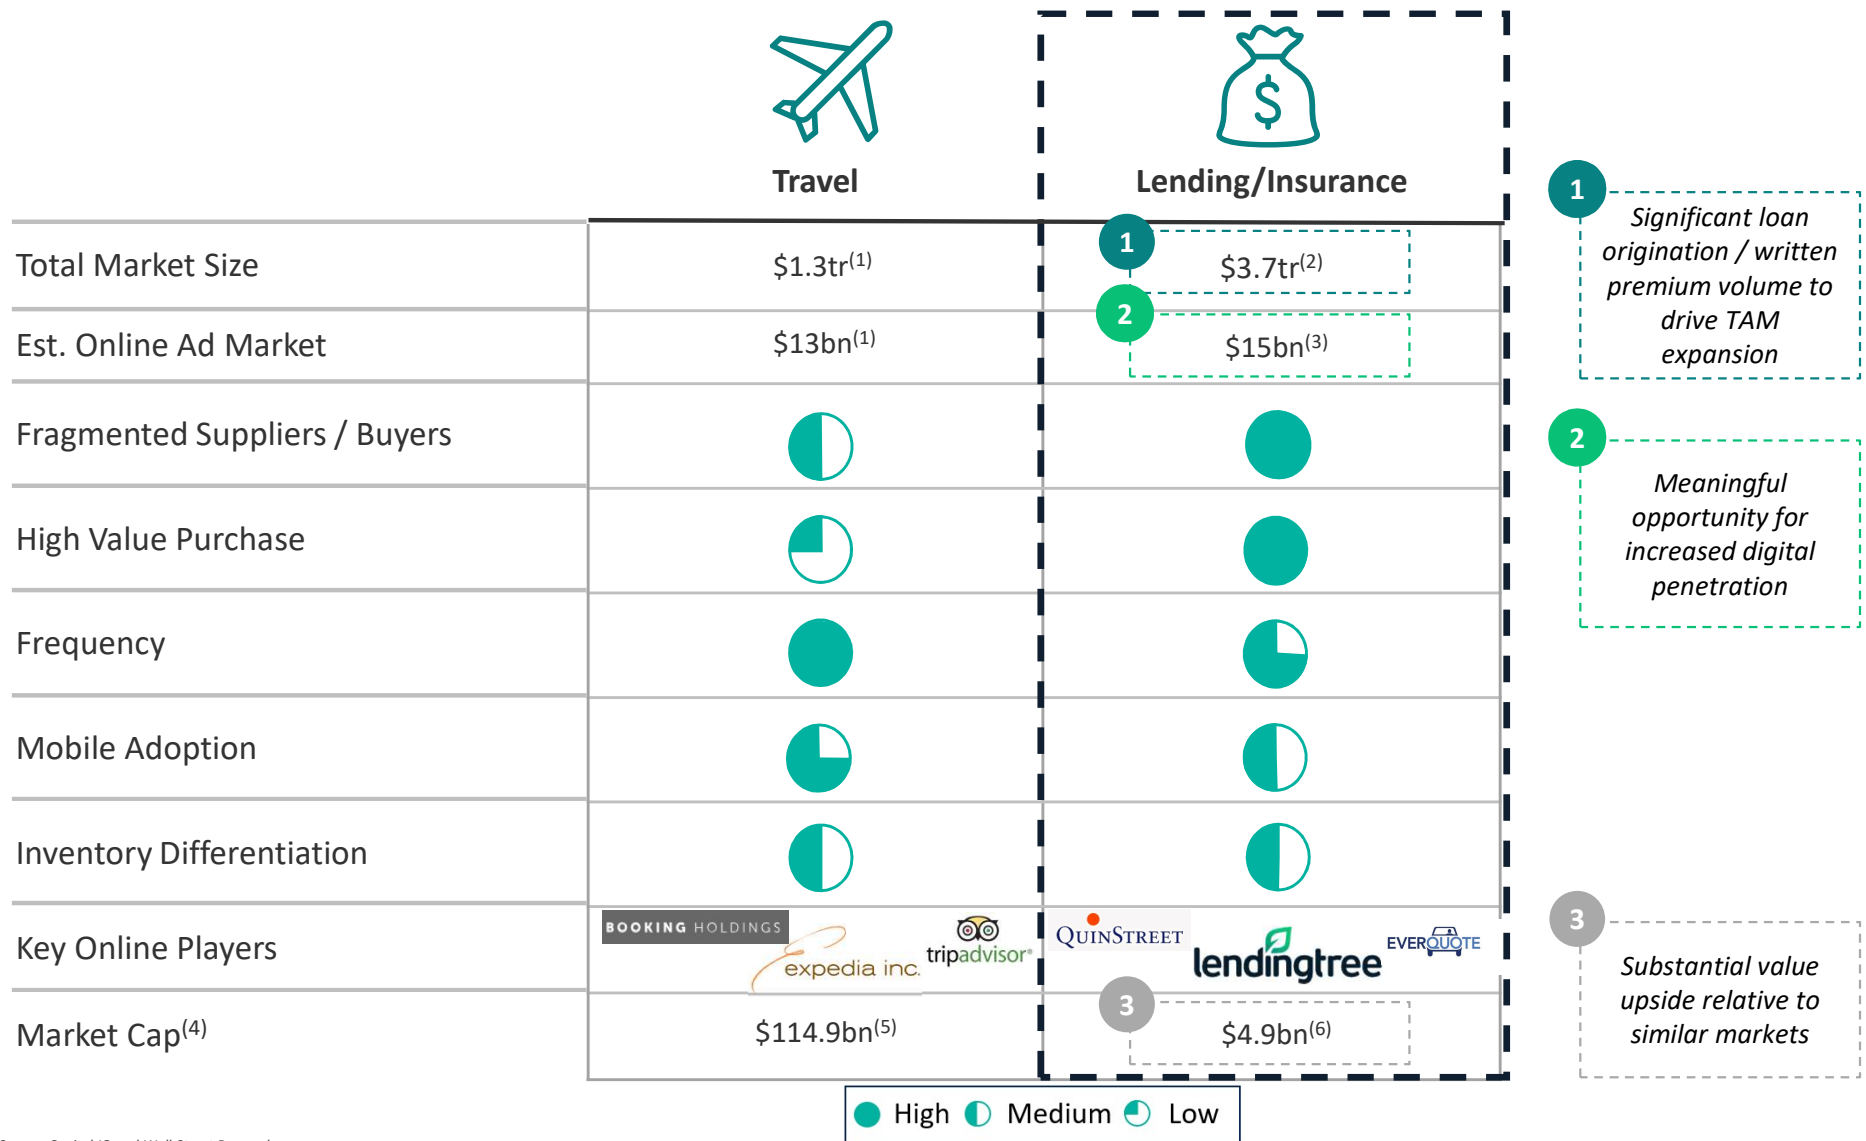 $
Travel
Lending/Insurance
Total Market Size
$1.3tr(1)
1
$3.7tr(2)
Est. Online Ad Market
$13bn(1)
2
$15bn(3)
Fragmented Suppliers / Buyers
High Value Purchase
Frequency
Mobile Adoption
Inventory Differentiation
Key Online Players
BOOKING HOLDINGS
expedia inc.
tripadvisor®
QUINSTREET
lendingtree
EVERQUOTE
Market Cap(4)
$114.9bn(5)
3
$4.9bn(6)
High
Medium
Low
1
Significant loan
origination / written
premium volume to
drive TAM
expansion
2
Meaningful
opportunity for
increased digital
penetration
3
Substantial value
upside relative to
similar markets